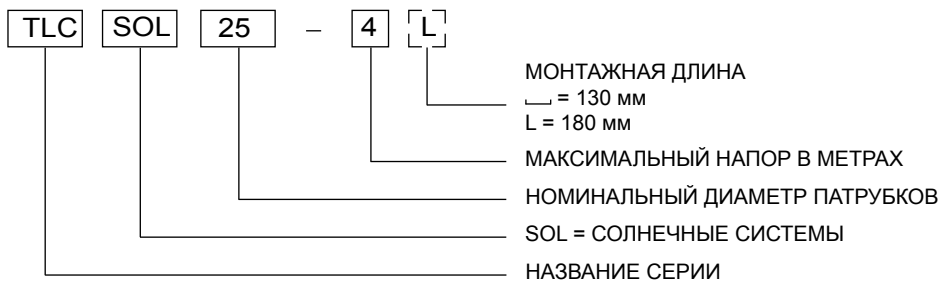 TLC SOL 25 – 4 L
МОНТАЖНАЯ ДЛИНА
⎵ = 130 мм
L = 180 мм
МАКСИМАЛЬНЫЙ НАПОР В МЕТРАХ
НОМИНАЛЬНЫЙ ДИАМЕТР ПАТРУБКОВ
SOL = СОЛНЕЧНЫЕ СИСТЕМЫ
НАЗВАНИЕ СЕРИИ